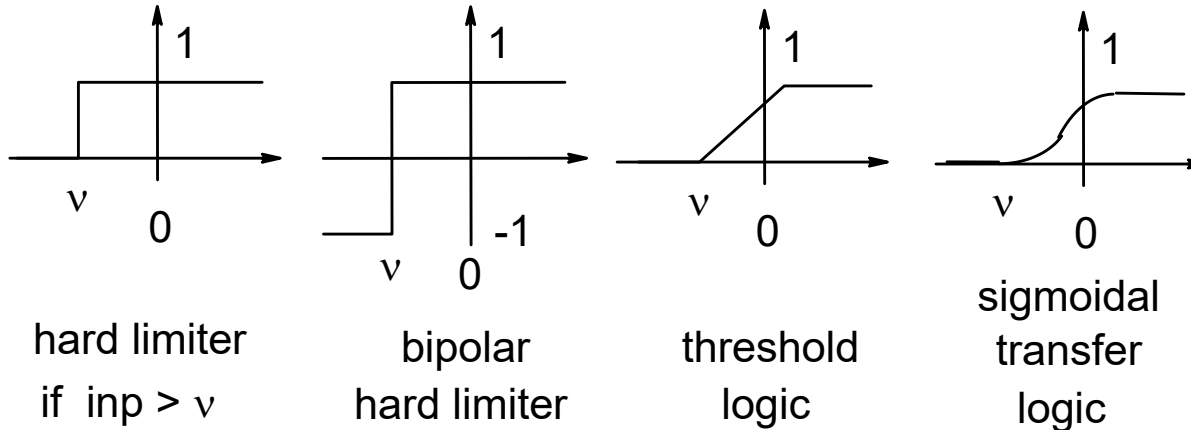 1
ν
0
hard limiter
if inp > ν
1
-1
ν
0
bipolar
hard limiter
1
ν
0
threshold
logic
1
ν
0
sigmoidal
transfer
logic